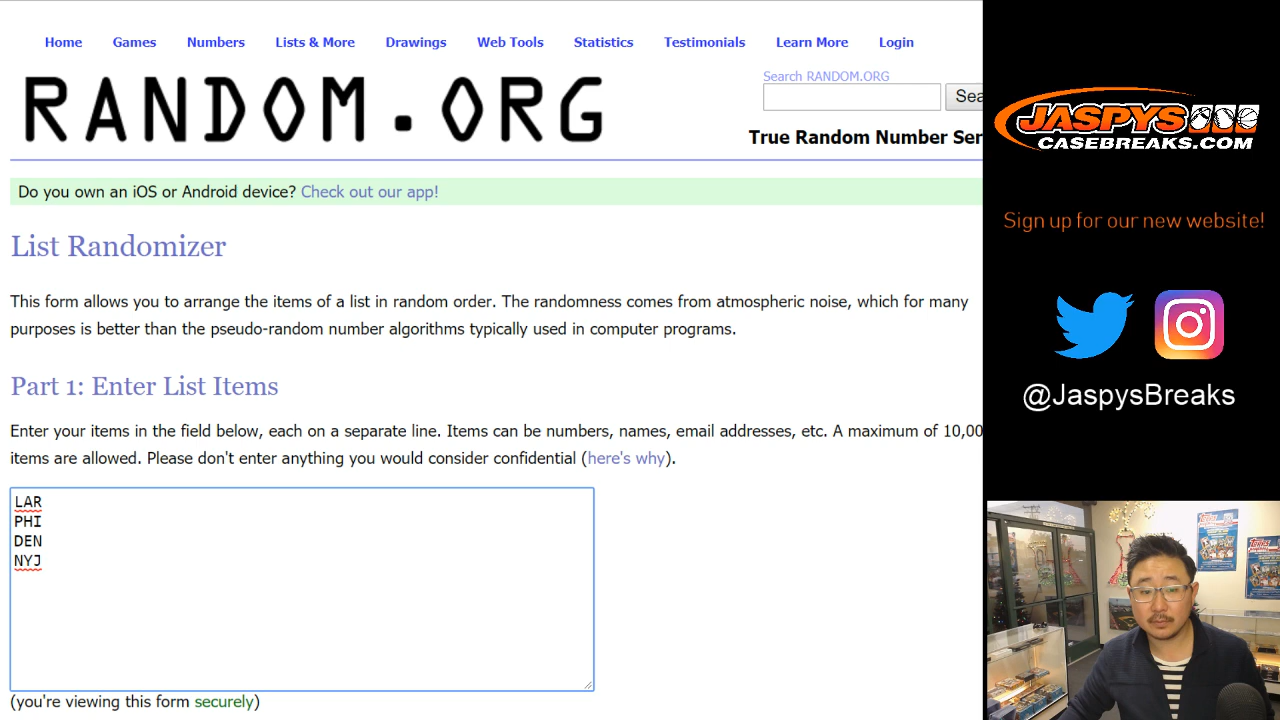 Home Games Numbers Lists & More Drawings Web Tools Statistics Testimonials Learn More Login
RANDOM.ORG
Search RANDOM.ORG
Sea
True Random Number Ser
Do you own an iOS or Android device? Check out our app!
List Randomizer
This form allows you to arrange the items of a list in random order. The randomness comes from atmospheric noise, which for many
purposes is better than the pseudo-random number algorithms typically used in computer programs.
Part 1: Enter List Items
Enter your items in the field below, each on a separate line. Items can be numbers, names, email addresses, etc. A maximum of 10,00
items are allowed. Please don't enter anything you would consider confidential (here's why).
LAR
PHI
DEN
NYJ
(you're viewing this form securely)
JASPYS
CASEBREAKS.COM
Sign up for our new website!
@JaspysBreaks
Topps
Topps